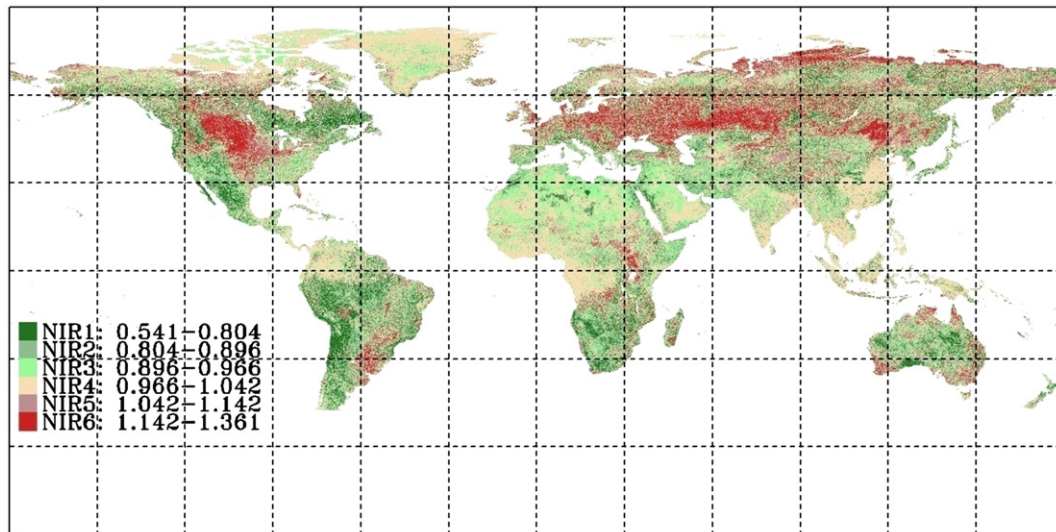 NIR1: 0.541-0.804
NIR2: 0.804-0.896
NIR3: 0.896-0.966
NIR4: 0.966-1.042
NIR5: 1.042-1.142
NIR6: 1.142-1.361